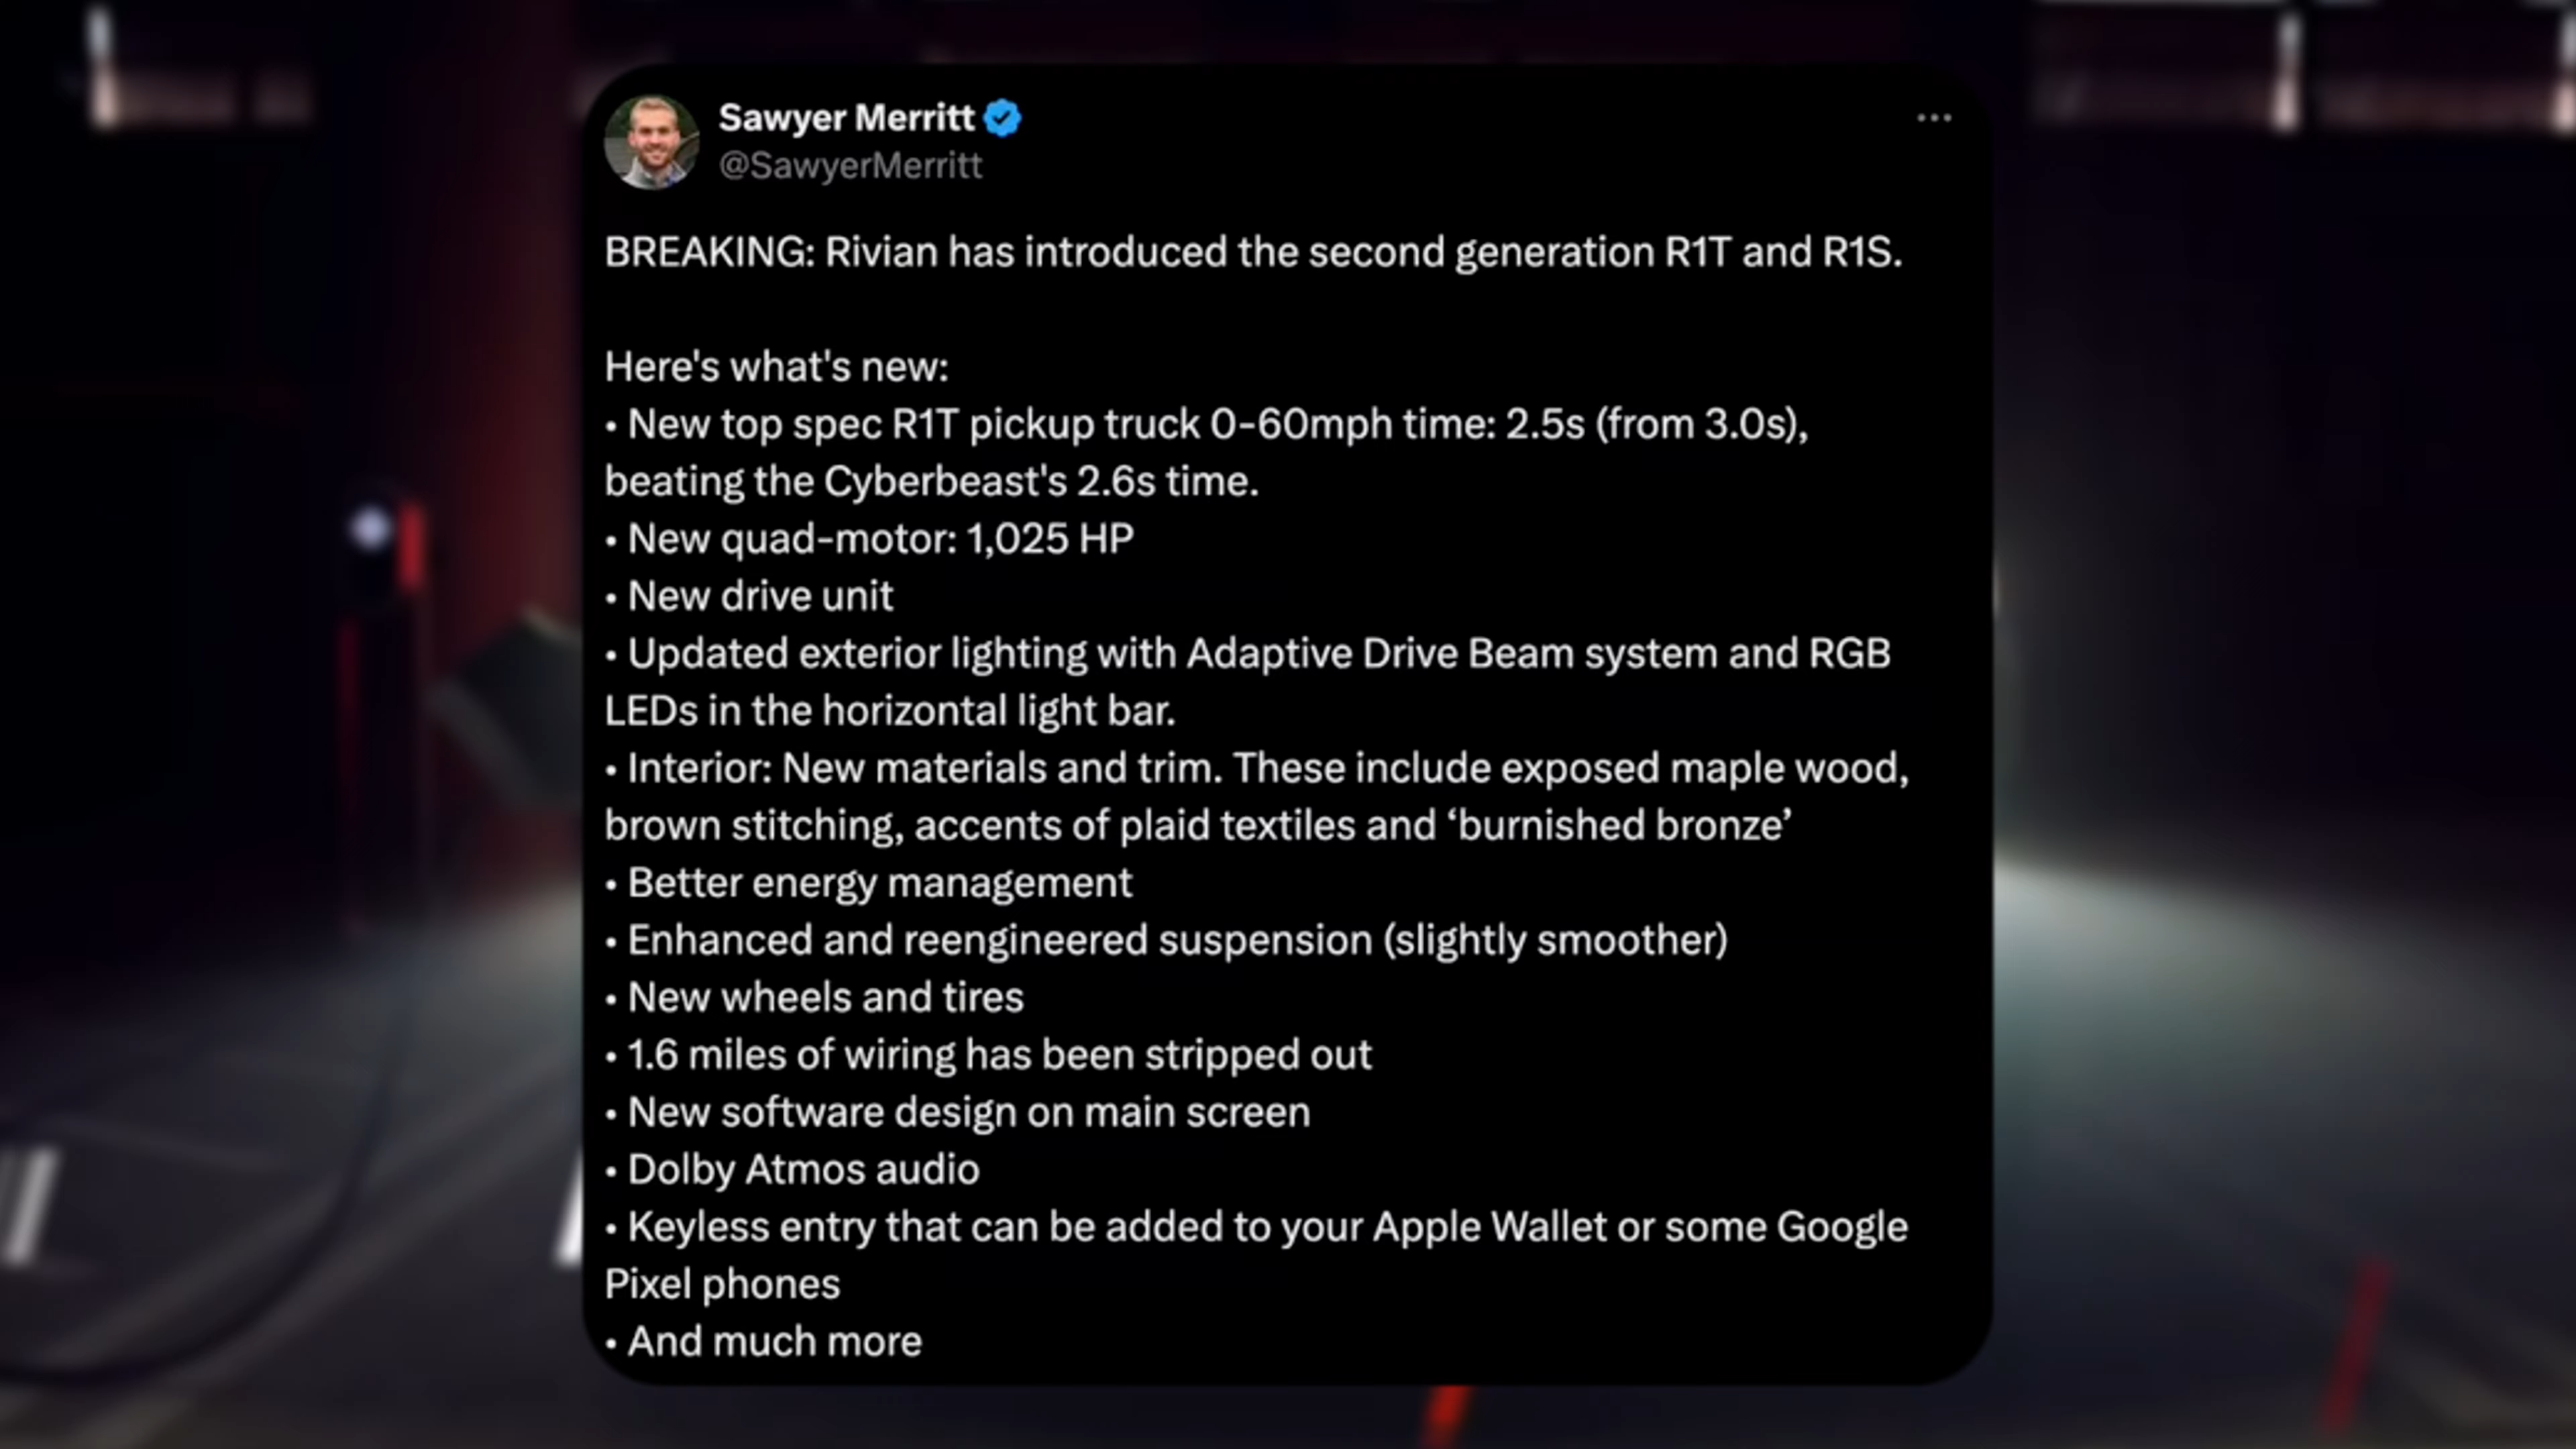 Sawyer Merritt
@SawyerMerritt
BREAKING: Rivian has introduced the second generation R1T and R1S.
Here's what's new:
• New top spec R1T pickup truck 0-60mph time: 2.5s (from 3.0s),
beating the Cyberbeast's 2.6s time.
• New quad-motor: 1,025 HP
• New drive unit
• Updated exterior lighting with Adaptive Drive Beam system and RGB
LEDs in the horizontal light bar.
• Interior: New materials and trim. These include exposed maple wood,
brown stitching, accents of plaid textiles and ‘burnished bronze’
• Better energy management
• Enhanced and reengineered suspension (slightly smoother)
• New wheels and tires
• 1.6 miles of wiring has been stripped out
• New software design on main screen
• Dolby Atmos audio
• Keyless entry that can be added to your Apple Wallet or some Google
Pixel phones
• And much more